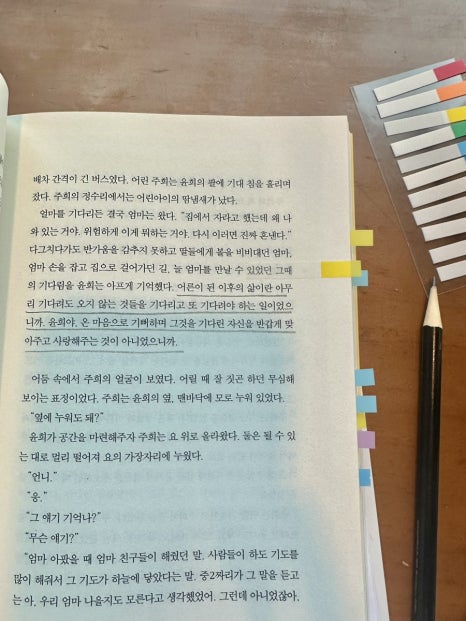 배차 간격이 긴 버스였다. 어린 주희는 윤희의 팔에 기대 침을 흘리며
잤다. 주희의 정수리에서는 어린아이의 땀냄새가 났다.
얼마를 기다리든 결국 엄마는 왔다. "집에서 자라고 했는데 왜 나
와 있는 거야. 위험하게 이게 뭐하는 거야. 다시 이러면 진짜 혼낸다."
다그치다가도 반가움을 감추지 못하고 딸들에게 볼을 비비대던 엄마,
엄마 손을 잡고 집으로 걸어가던 길, 늘 엄마를 만날 수 있었던 그때
의 기다림을 윤희는 아프게 기억했다. 어른이 된 이후의 삶이란 아무
리 기다려도 오지 않는 것들을 기다리고 또 기다려야 하는 일이었으
니까. 윤희야, 온 마음으로 기뻐하며 그것을 기다린 자신을 반갑게 맞
아주고 사랑해주는 것이 아니었으니까.
어둠 속에서 주희의 얼굴이 보였다. 어릴 때 잘 짓곤 하던 무심해
보이는 표정이었다. 주희는 윤희의 옆, 맨바닥에 모로 누워 있었다.
"옆에 누워도 돼?"
윤희가 공간을 마련해주자 주희는 요 위로 올라왔다. 둘은 될 수 있
는 대로 멀리 떨어져 요의 가장자리에 누웠다.
"언니."
"응."
"그 얘기 기억나?"
"무슨 얘기?"
"엄마 아팠을 때 엄마 친구들이 해줬던 말. 사람들이 하도 기도를
많이 해줘서 그 기도가 하늘에 닿았다는 말. 중2짜리가 그 말을 듣고
는 아, 우리 엄마 나을지도 모른다고 생각했었어. 그런데 아니었잖아.